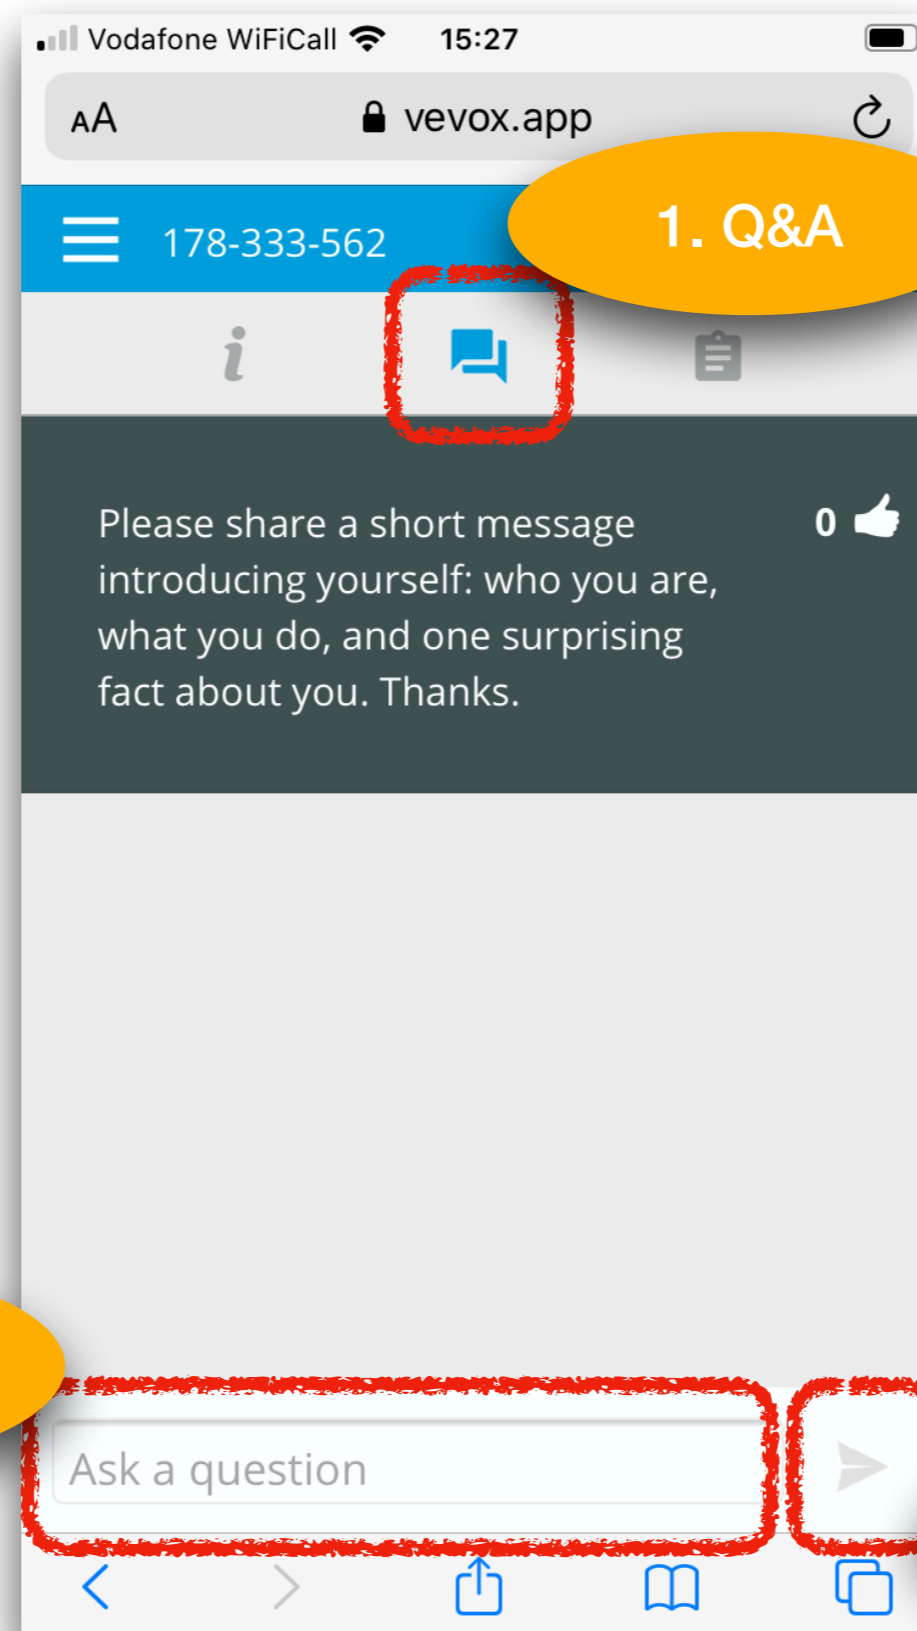 Vodafone WiFiCall 15:27
AA vevox.app
1. Q&A
178-333-562
i
Please share a short message
introducing yourself: who you are,
what you do, and one surprising
fact about you. Thanks.
0
Ask a question